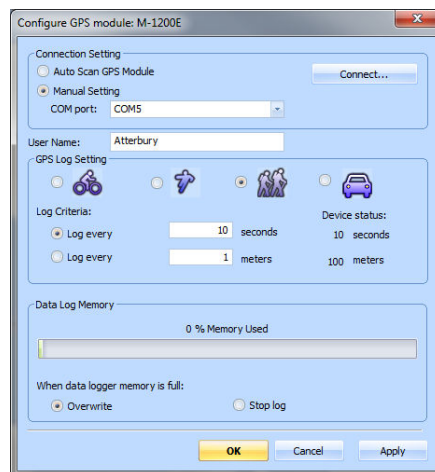 Configure GPS module: M-1200E
Connection Setting
Auto Scan GPS Module
Connect...
Manual Setting
COM port: COM5
User Name: Atterbury
GPS Log Setting
Log Criteria:
Device status:
Log every 10 seconds
10 seconds
Log every 1 meters
100 meters
Data Log Memory
0 % Memory Used
When data logger memory is full:
Overwrite
Stop log
OK
Cancel
Apply